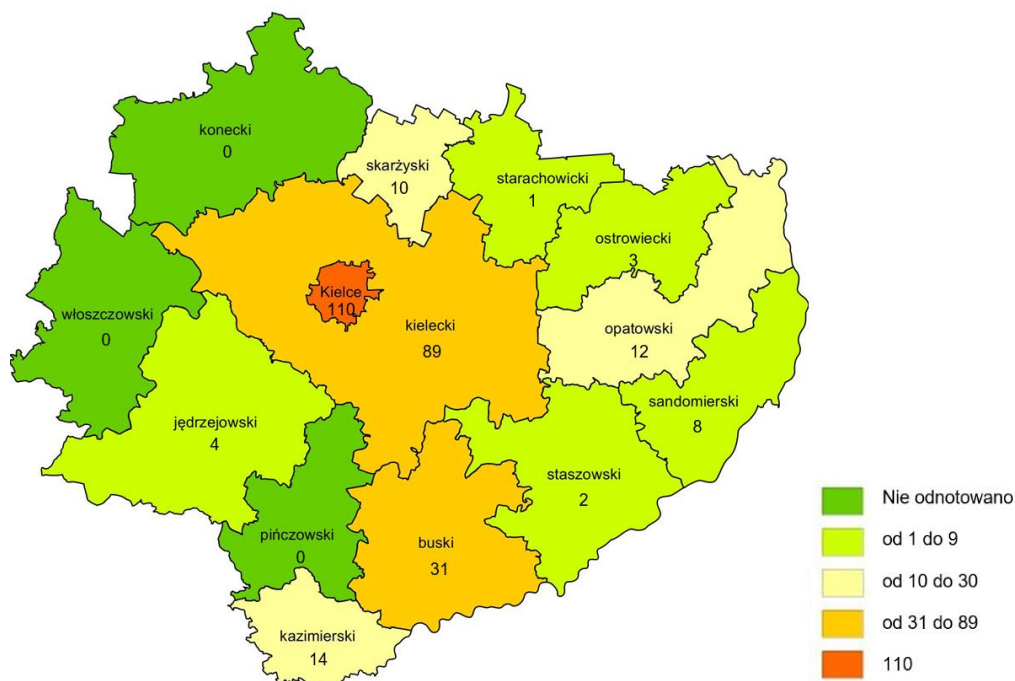 konecki
0
skarżyski
10
starachowicki
1
ostrowiecki
3
Kielce
110
włoszczowski
0
kielecki
89
opatowski
12
sandomierski
8
jędrzejowski
4
staszowski
2
pińczowski
0
buski
31
kazimierski
14
Nie odnotowano
od 1 do 9
od 10 do 30
od 31 do 89
110